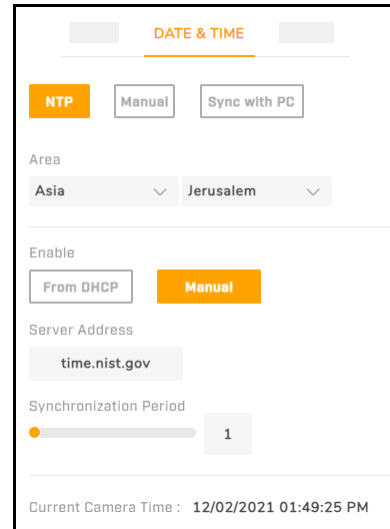 DATE & TIME
NTP Manual Sync with PC
Area
Asia Jerusalem
Enable
From DHCP Manual
Server Address
time.nist.gov
Synchronization Period
1
Current Camera Time : 12/02/2021 01:49:25 PM